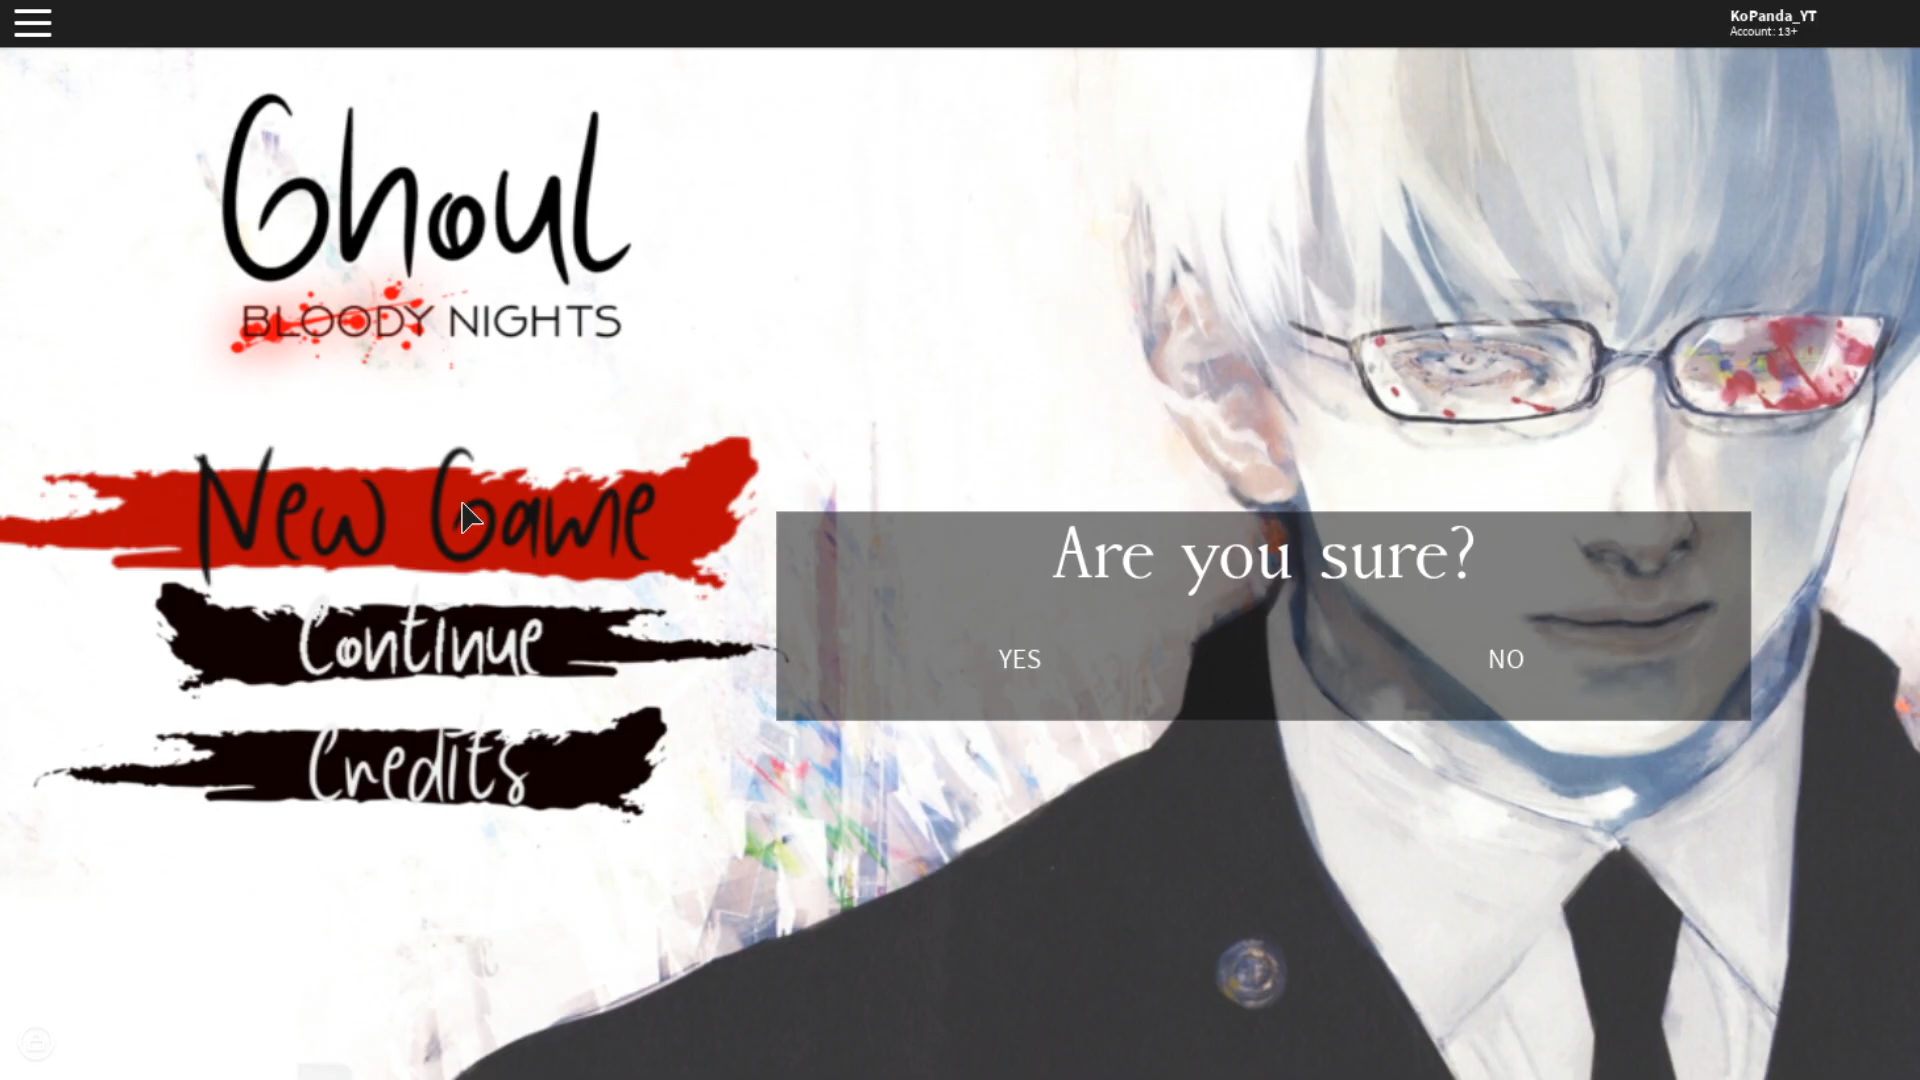 KoPanda_YT
Account: 13+
Ghoul
BLOODY NIGHTS
New Game
Continue
Credits
Are you sure?
YES
NO